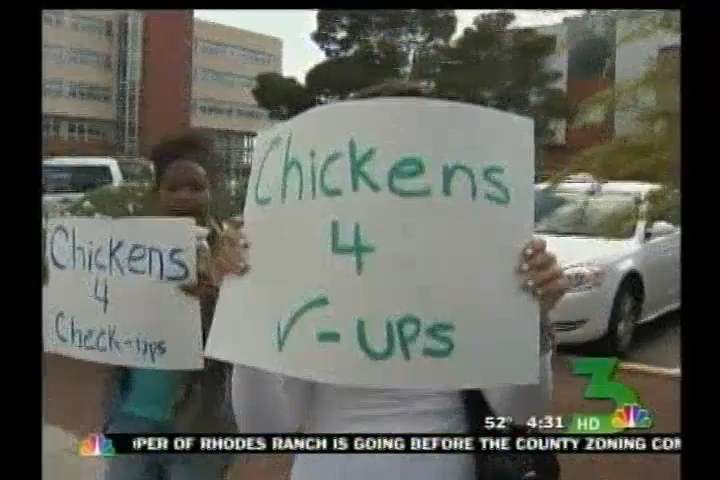 Chickens
4
✓-UPS
Chickens
4
Check-Ups
3
52° 4:31 HD
PER OF RHODES RANCH IS GOING BEFORE THE COUNTY ZONING